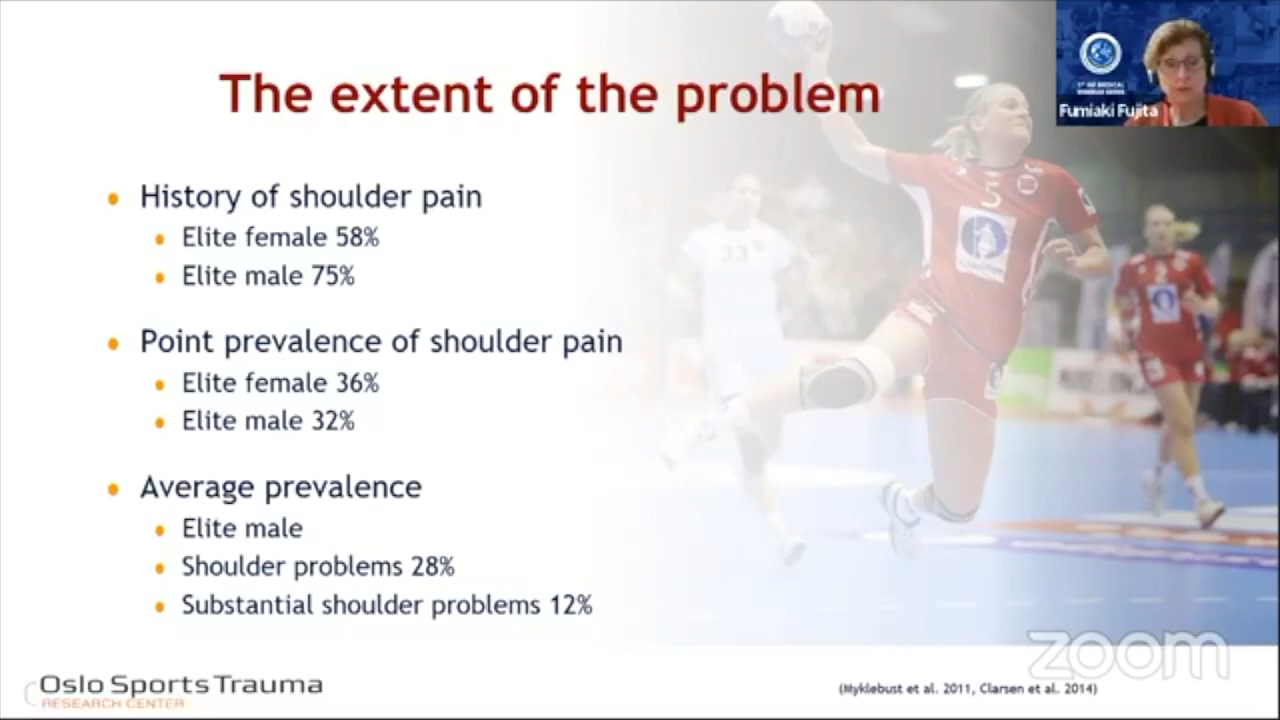 The extent of the problem
Fumiaki Fujita
History of shoulder pain
Elite female 58%
Elite male 75%
Point prevalence of shoulder pain
Elite female 36%
Elite male 32%
Average prevalence
Elite male
Shoulder problems 28%
Substantial shoulder problems 12%
5
33
zoom
Oslo Sports Trauma
RESEARCH CENTER
(Myklebust et al. 2011, Clarsen et al. 2014)